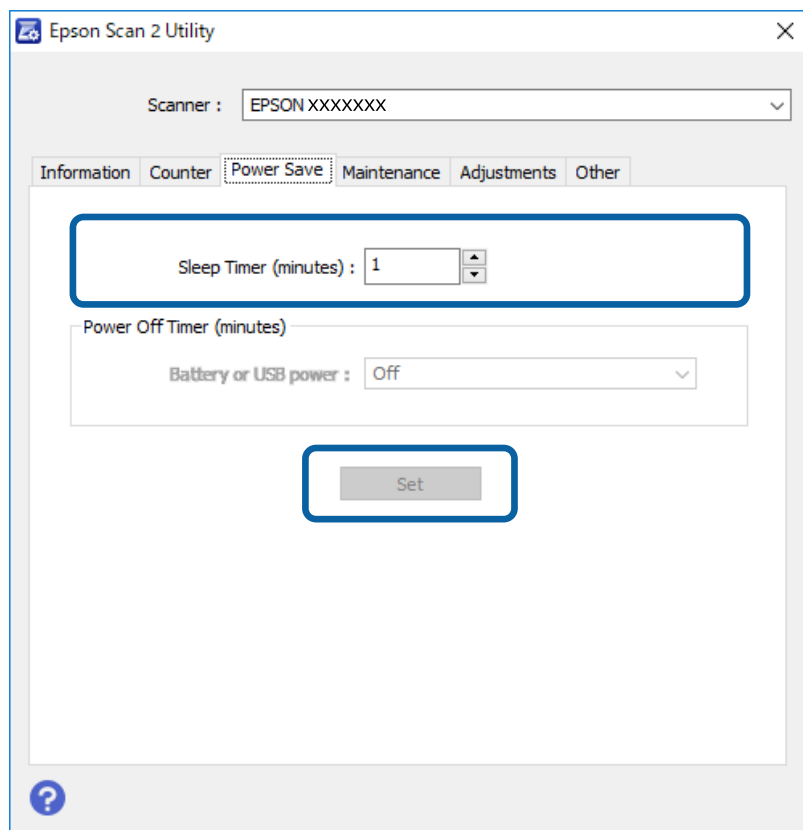 Epson Scan 2 Utility
Scanner : EPSON XXXXXXX
Information Counter Power Save Maintenance Adjustments Other
Sleep Timer (minutes) : 1
Power Off Timer (minutes)
Battery or USB power : Off
Set
?